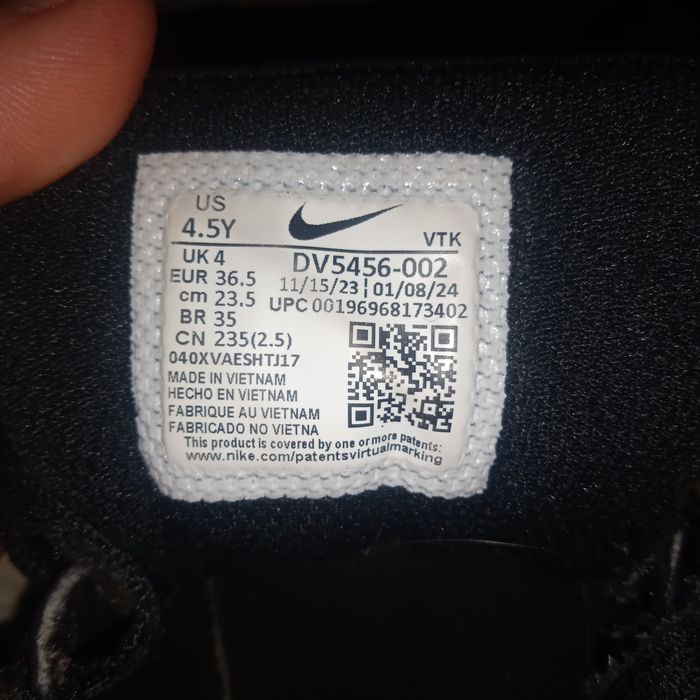 US
4.5Y
VTK
UK 4
EUR 36.5
cm 23.5
BR 35
CN 235(2.5)
DV5456-002
11/15/23 | 01/08/24
UPC 00196968173402
040XVAESHTJ17
MADE IN VIETNAM
HECHO EN VIETNAM
FABRIQUE AU VIETNAM
FABRICADO NO VIETNA
This product is covered by one or more patents:
www.nike.com/patentsvirtualmarking